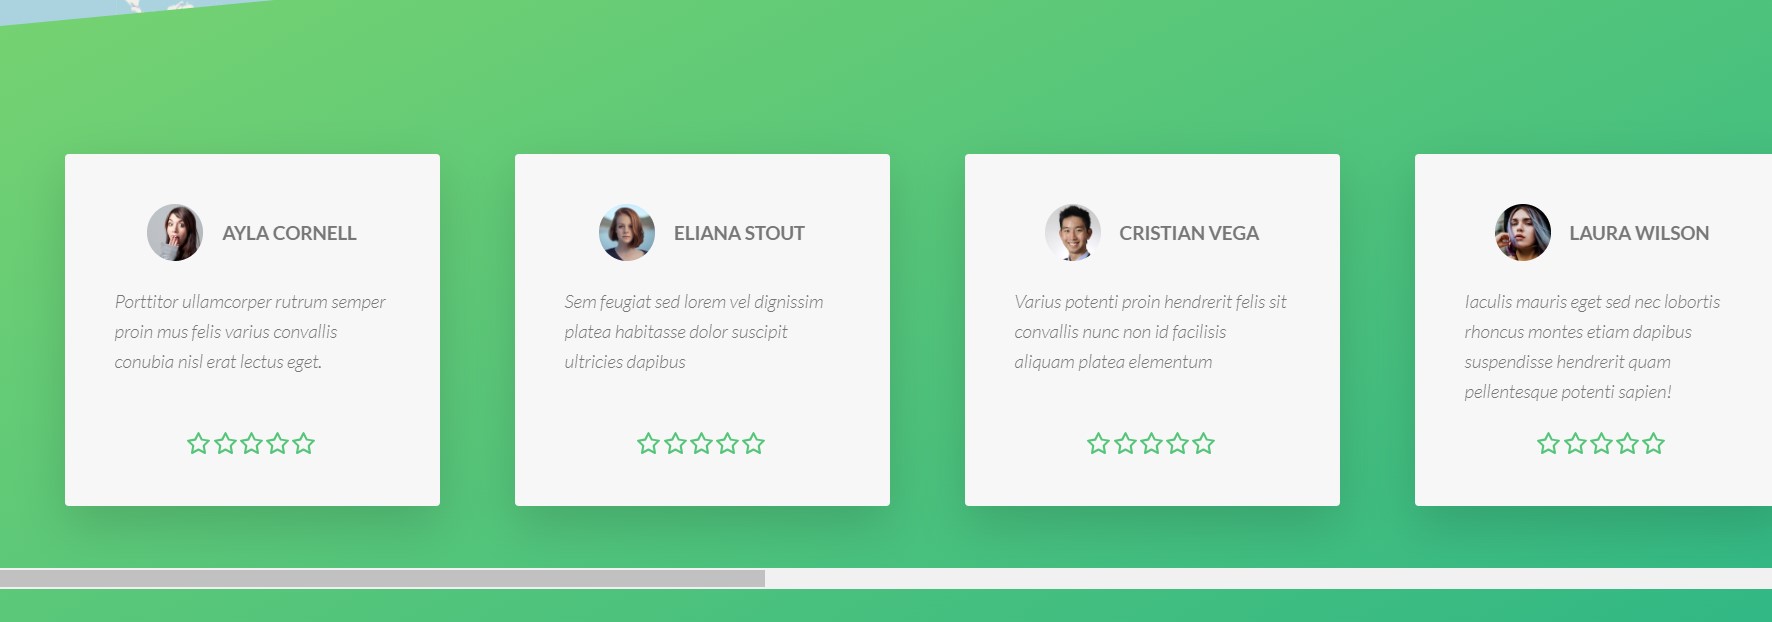 AYLA CORNELL
Porttitor ullamcorper rutrum semper
proin mus felis varius convallis
conubia nisl erat lectus eget.
ELIANA STOUT
Sem feugiat sed lorem vel dignissim
platea habitasse dolor suscipit
ultricies dapibus
CRISTIAN VEGA
Varius potenti proin hendrerit felis sit
convallis nunc non id facilisis
aliquam platea elementum
LAURA WILSON
Iaculis mauris eget sed nec lobortis
rhoncus montes etiam dapibus
suspendisse hendrerit quam
pellentesque potenti sapien!